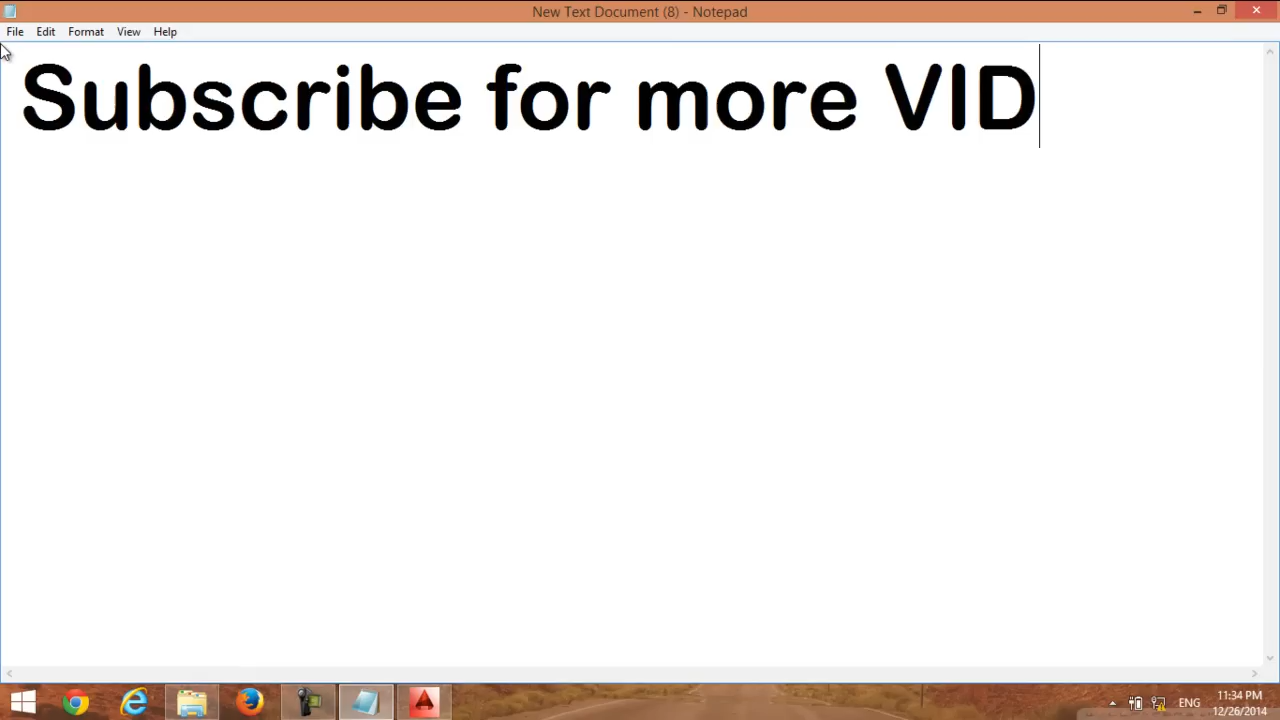 New Text Document (8) - Notepad
File Edit Format View Help
Subscribe for more VID
ENG
11:34 PM
12/26/2014